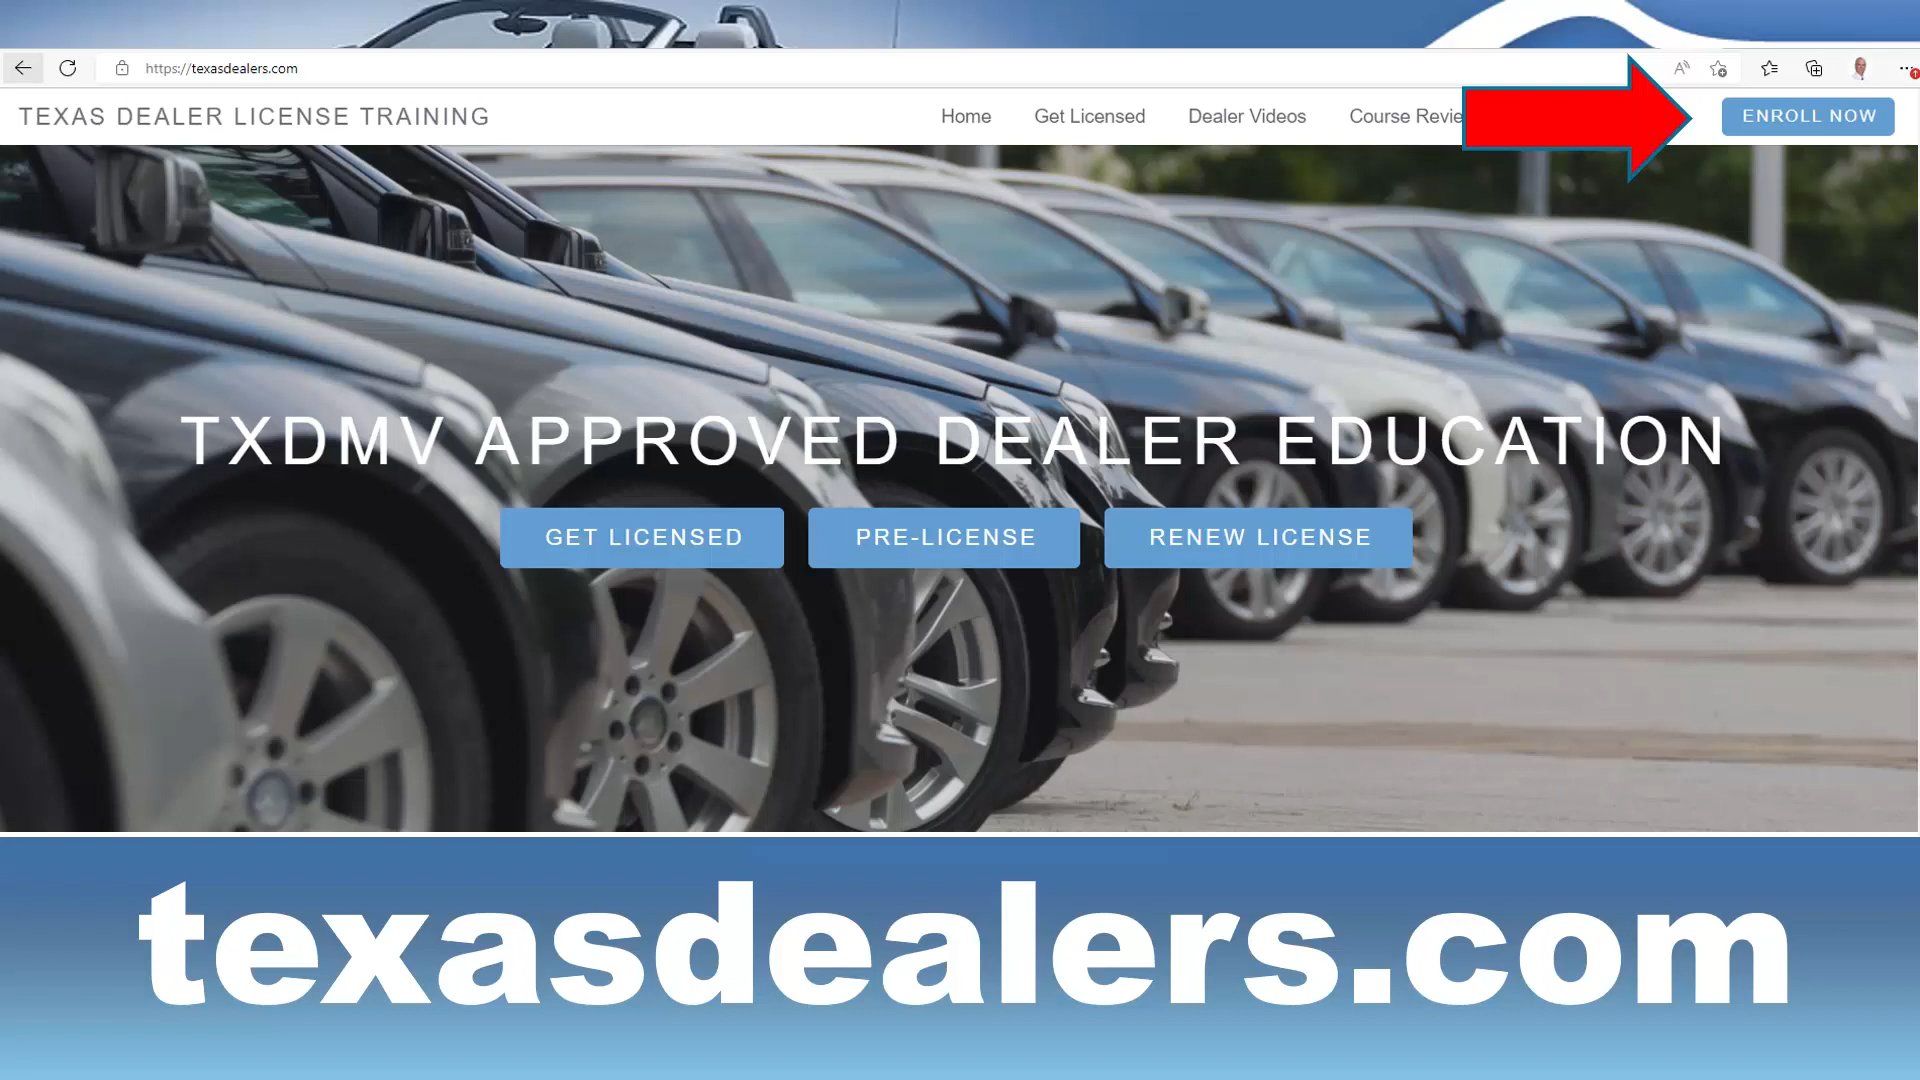 https://texasdealers.com
TEXAS DEALER LICENSE TRAINING
Home
Get Licensed
Dealer Videos
Course
ENROLL NOW
TXDMV APPROVED DEALER EDUCATION
GET LICENSED
PRE-LICENSE
RENEW LICENSE
texasdealers.com